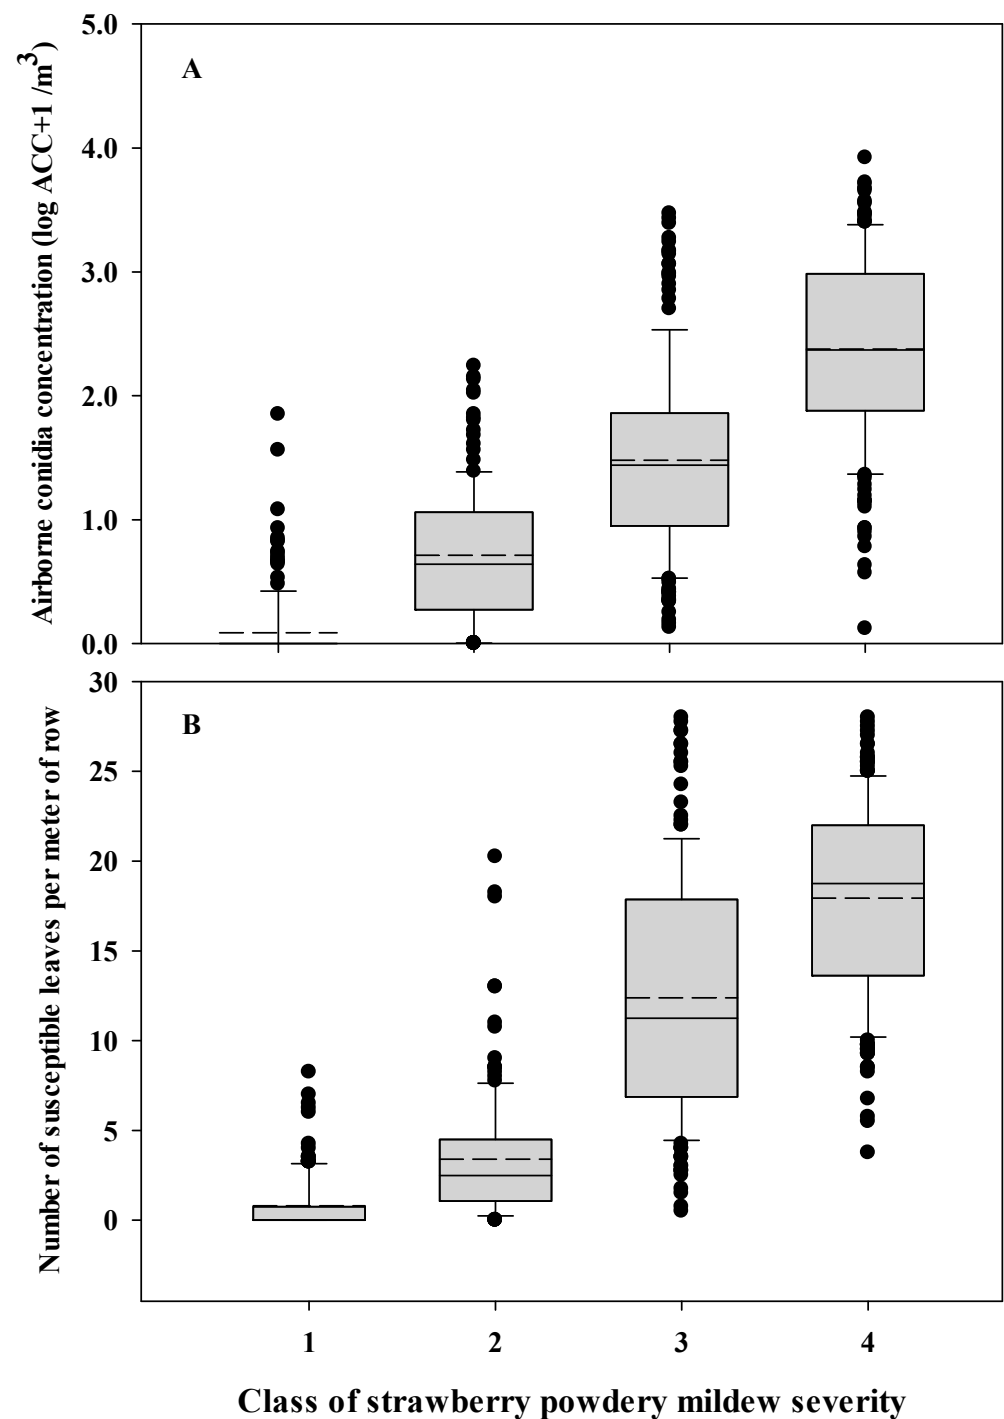 Airborne conidia concentration (log ACC+1 /m³)
A
5.0
4.0
3.0
2.0
1.0
0.0
Number of susceptible leaves per meter of row
B
30
25
20
15
10
5
0
1 2 3 4
Class of strawberry powdery mildew severity